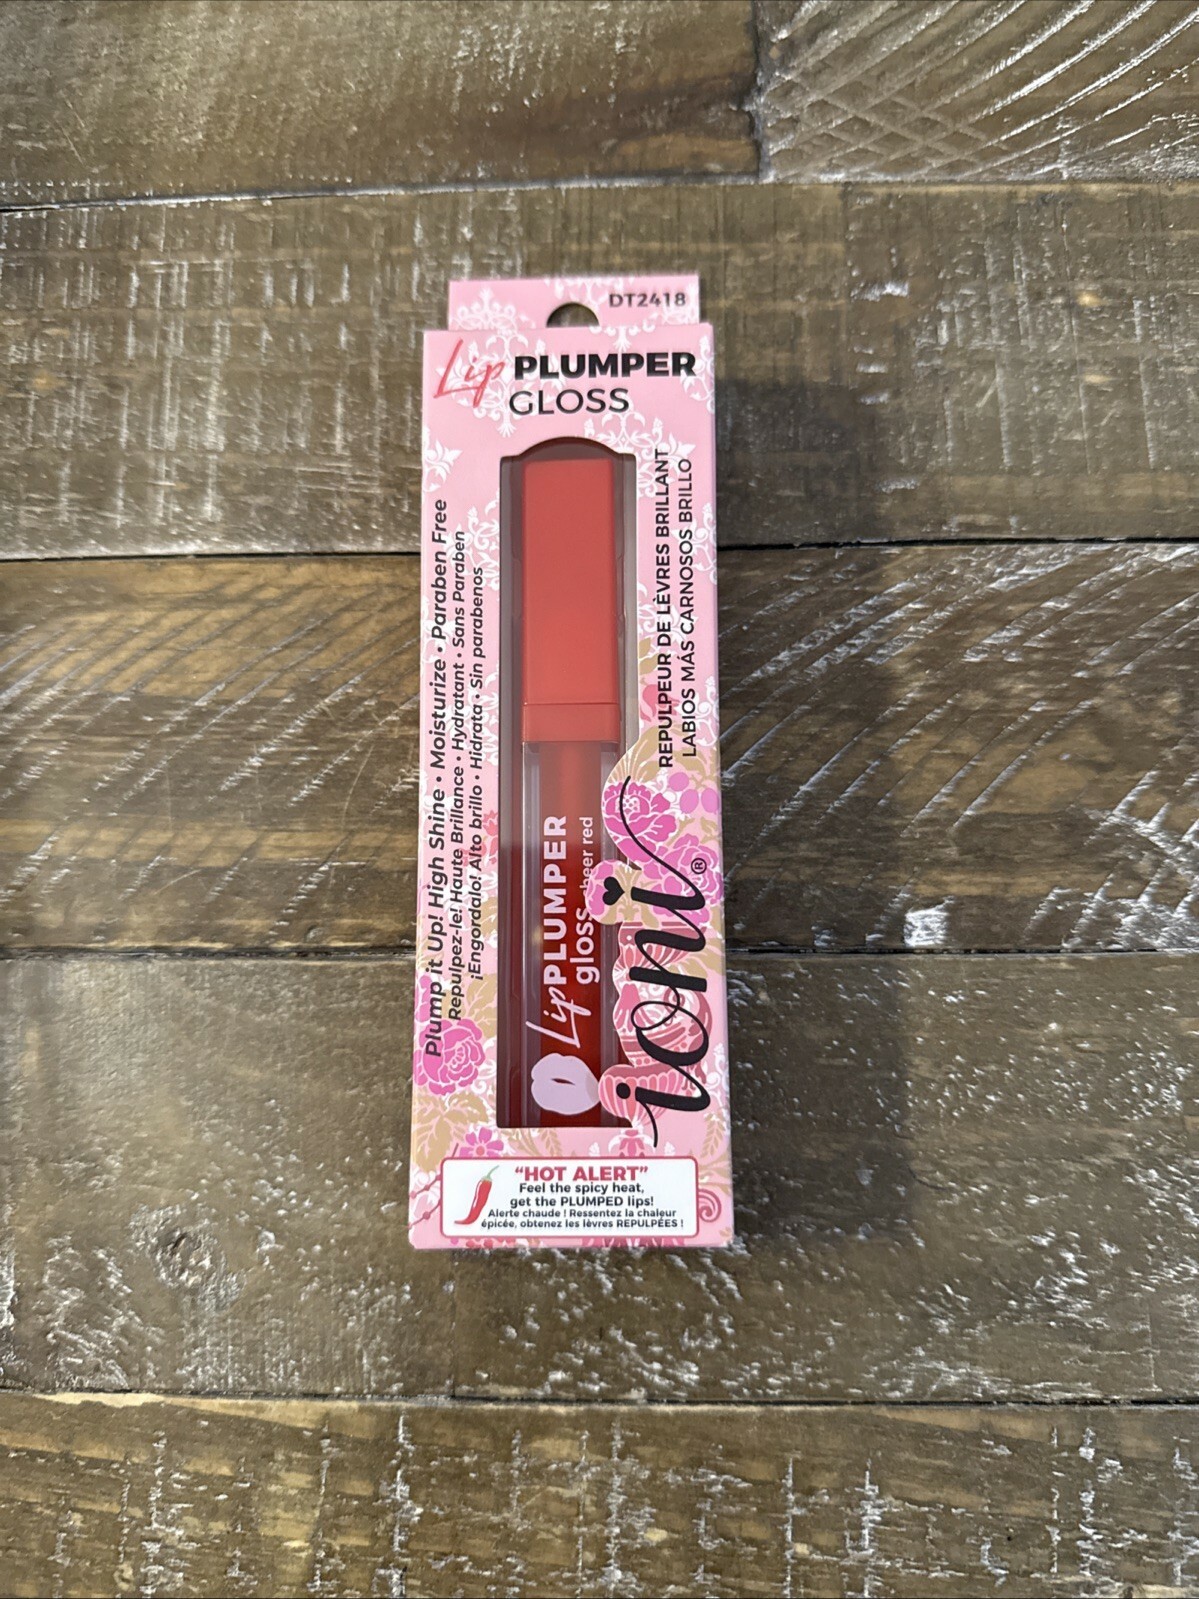 DT2418
Lip PLUMPER
GLOSS
Plump it Up! High Shine • Moisturize • Paraben Free
Repulpez-le! Haute Brillance • Hydratant • Sans Paraben
¡Engordalo! Alto brillo • Hidrata • Sin parabenos
REPULPEUR DE LÈVRES BRILLANT
LABIOS MÁS CARNOSOS BRILLO
Lip PLUMPER
gloss sheer red
ioni®
"HOT ALERT"
Feel the spicy heat,
get the PLUMPED lips!
Alerte chaude ! Ressentez la chaleur
épicée, obtenez les lèvres REPULPÉES !